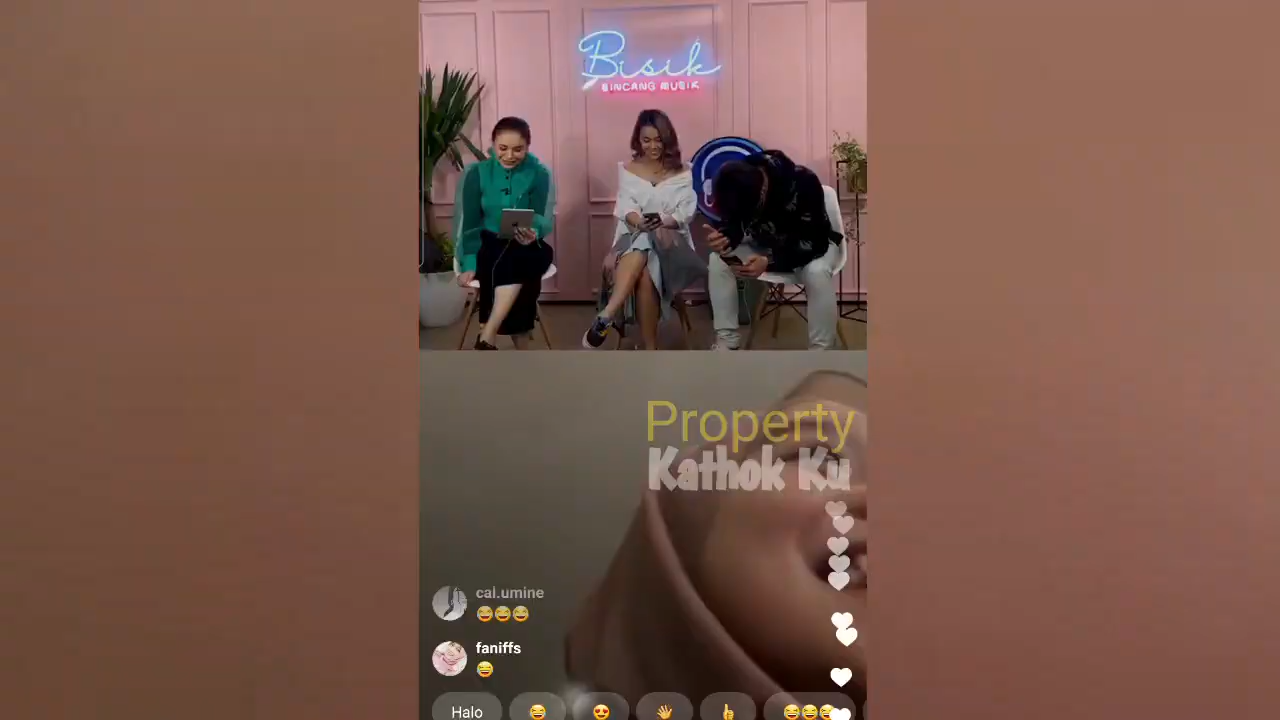 Bisik
BINCANG MUSIK
Property
Kathok Ku
cal.umine
😂😂😂
faniffs
😅
Halo 😂 😍 👋 👍 😂😂😂